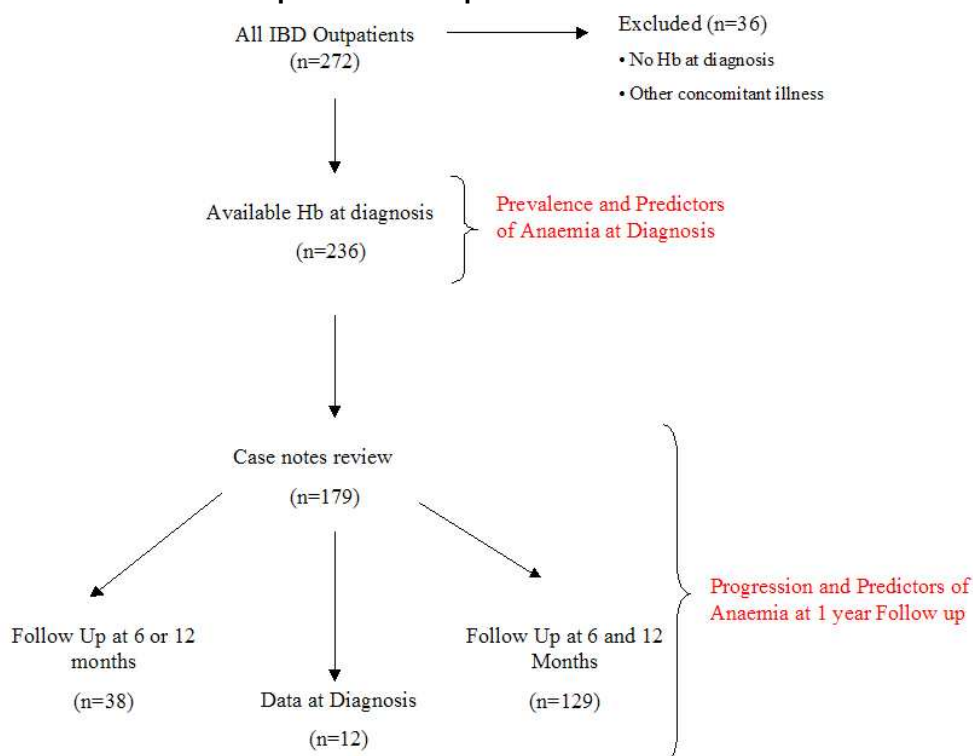 All IBD Outpatients
(n=272)
Excluded (n=36)
• No Hb at diagnosis
• Other concomitant illness
Available Hb at diagnosis
(n=236)
Prevalence and Predictors
of Anaemia at Diagnosis
Case notes review
(n=179)
Follow Up at 6 or 12
months
(n=38)
Data at Diagnosis
(n=12)
Follow Up at 6 and 12
Months
(n=129)
Progression and Predictors of
Anaemia at 1 year Follow up